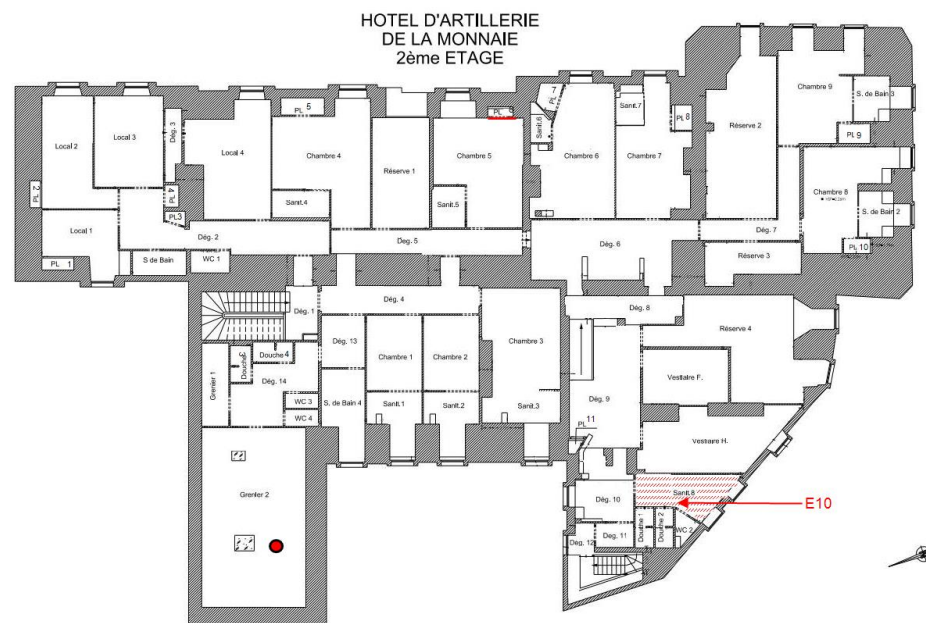 HOTEL D'ARTILLERIE
DE LA MONNAIE
2ème ETAGE
Local 2
Local 3
Dég. 3
Local 4
PL 5
Chambre 4
Sanit.4
Réserve 1
PL
Chambre 5
Sanit.5
Sanit.6
PL 7
Chambre 6
Sanit.7
Chambre 7
PL 8
Réserve 2
Chambre 9
S. de Bain 3
PL 9
Chambre 8
S. de Bain 2
PL 10
PL 2
PL 4
PL 3
Local 1
PL 1
Dég. 2
S de Bain
WC 1
Dég. 5
Dég. 6
Dég. 7
Réserve 3
Dég. 1
Dég. 4
Dég. 8
Réserve 4
Dég. 13
Chambre 1
Chambre 2
Chambre 3
Grenier 1
Douche 3
Douche 4
Dég. 14
WC 3
WC 4
S. de Bain 4
Sanit.1
Sanit.2
Sanit.3
Dég. 9
PL 11
Vestiaire F.
Vestiaire H.
Grenier 2
Dég. 10
Sanit.8
E10
Douche 1
Douche 2
WC 2
Deg. 12
Deg. 11